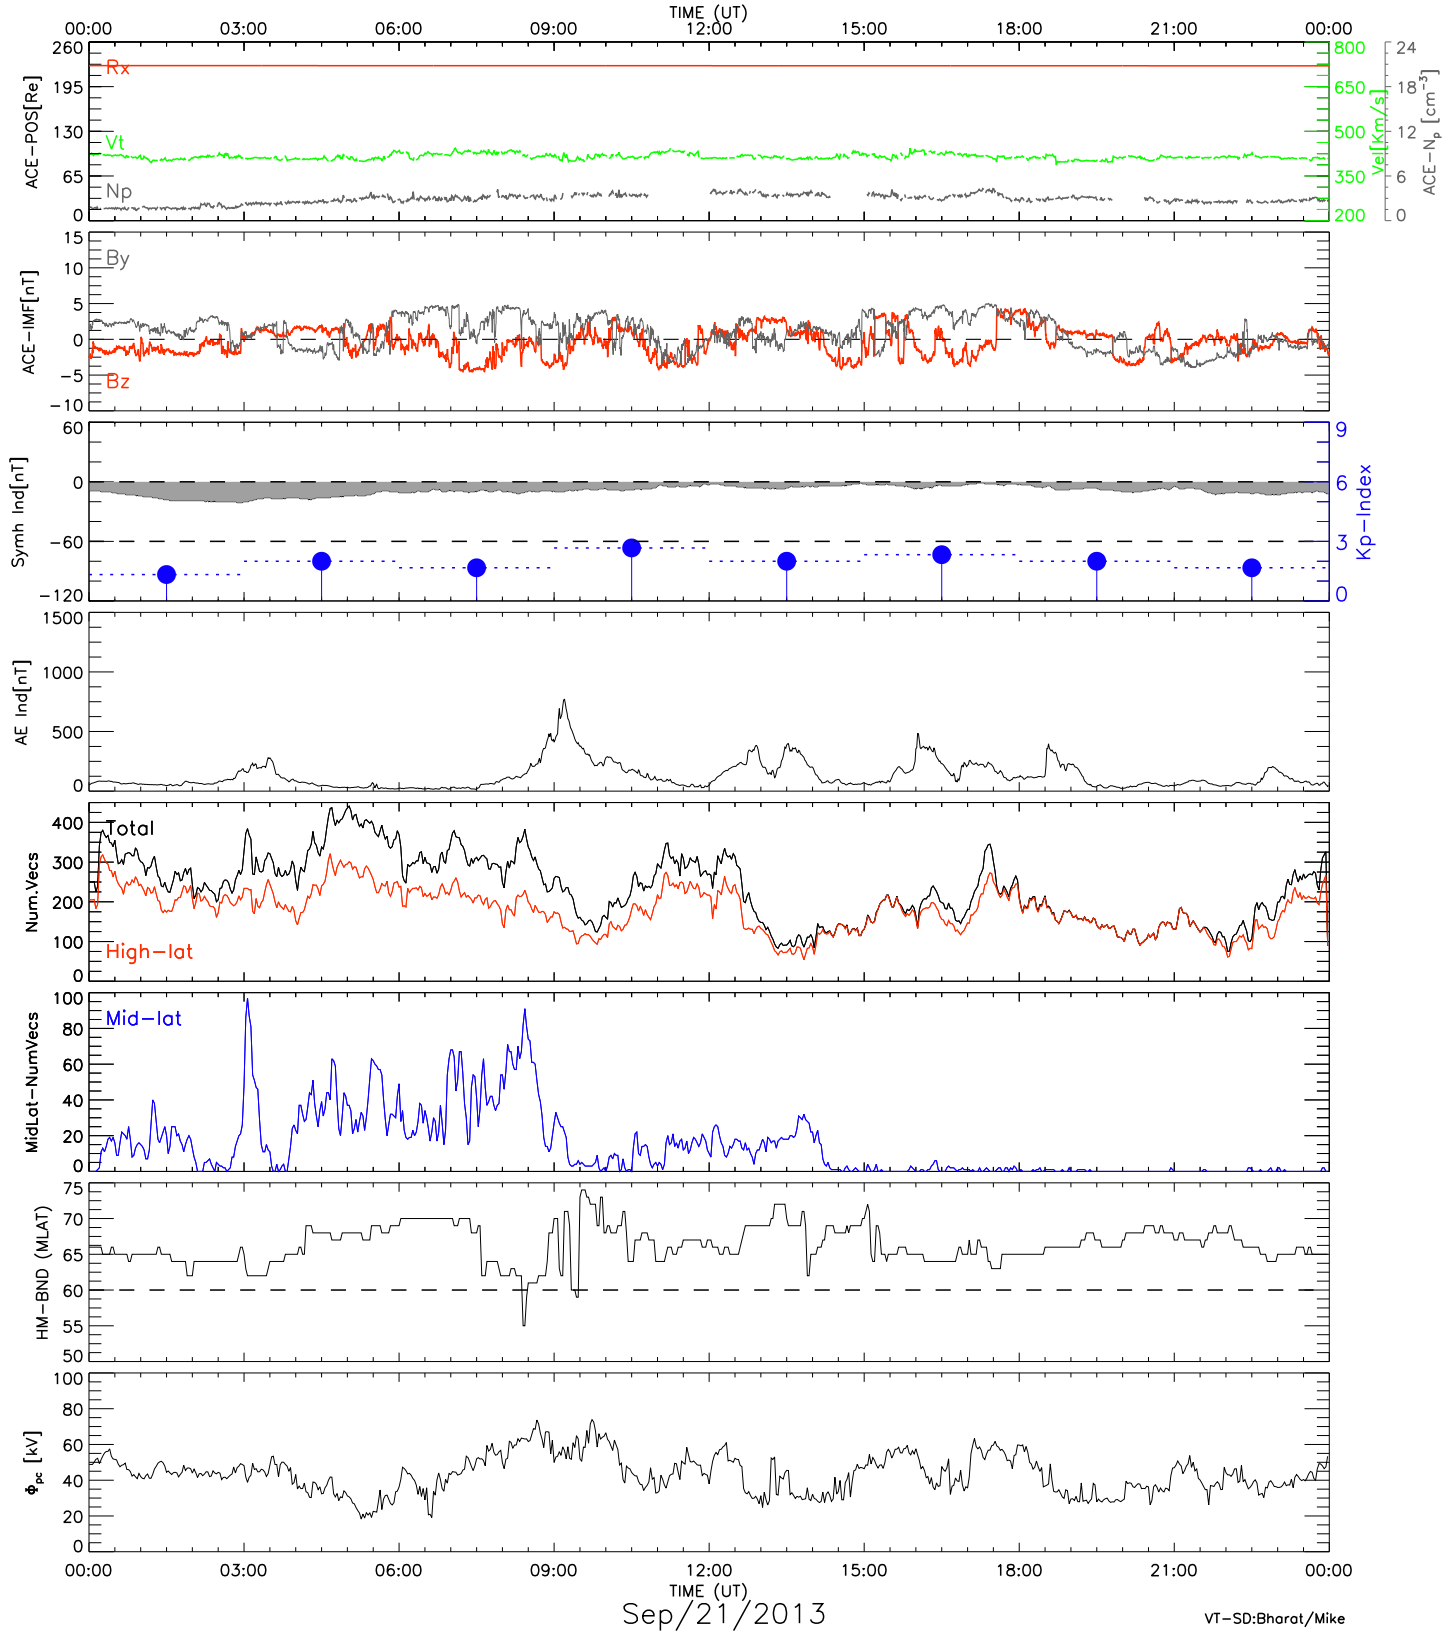 TIME (UT)
00:00 03:00 06:00 09:00 12:00 15:00 18:00 21:00 00:00
260 195 130 65 0
ACE-POS[Re]
Rx
Vt
Np
800 650 500 350 200
Vel[Km/s]
24 18 12 6 0
ACE-Np [cm-3]
15 10 5 0 -5 -10
ACE-IMF[nT]
By
Bz
60 0 -60 -120
Symh Ind[nT]
9 6 3 0
Kp-Index
1500 1000 500 0
AE Ind[nT]
400 300 200 100 0
Num.Vecs
Total
High-lat
100 80 60 40 20 0
MidLat-NumVecs
Mid-lat
75 70 65 60 55 50
HM-BND (MLAT)
100 80 60 40 20 0
Φpc [kV]
00:00 03:00 06:00 09:00 12:00 15:00 18:00 21:00 00:00
TIME (UT)
Sep/21/2013
VT-SD:Bharat/Mike